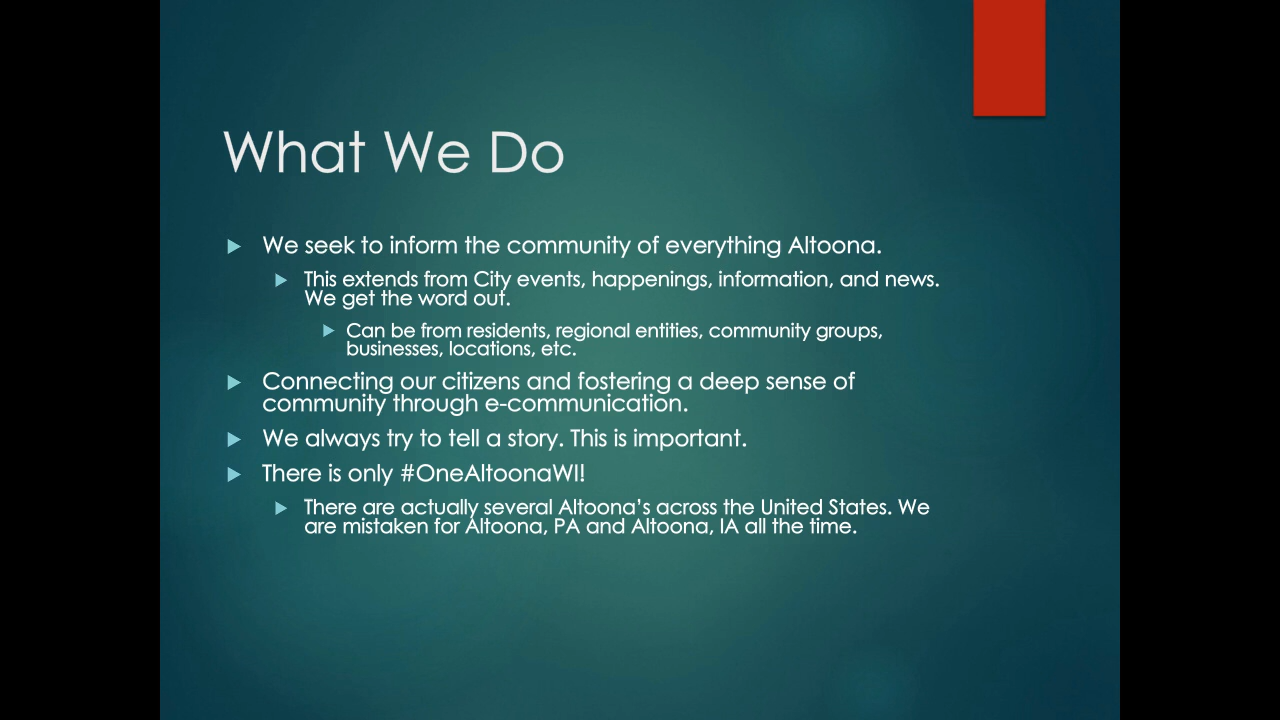 What We Do
We seek to inform the community of everything Altoona.
This extends from City events, happenings, information, and news.
We get the word out.
Can be from residents, regional entities, community groups,
businesses, locations, etc.
Connecting our citizens and fostering a deep sense of
community through e-communication.
We always try to tell a story. This is important.
There is only #OneAltoonaWI!
There are actually several Altoona's across the United States. We
are mistaken for Altoona, PA and Altoona, IA all the time.